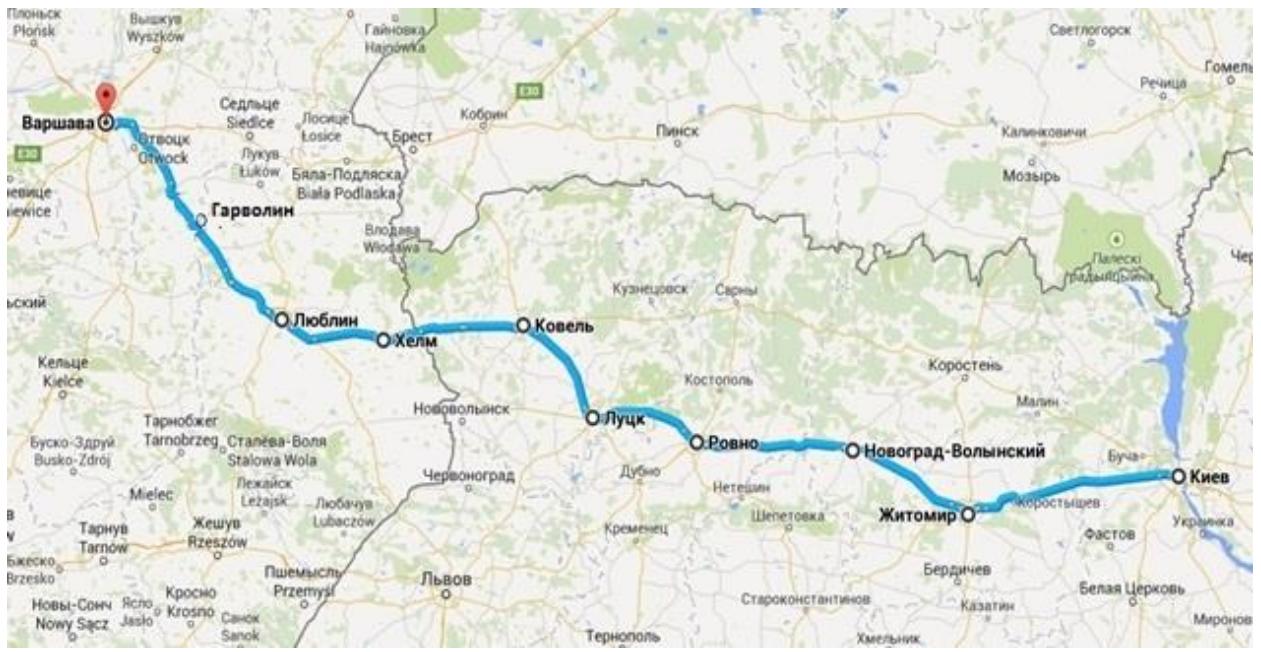 Плоньск
Płońsk
Вышкув
Wyszków
Гайновка
Hajnówka
Светлогорск
Гомель
Речица
E30
Варшава
Отвоцк
Otwock
Седльце
Siedlce
Лосице
Łosice
Брест
Кобрин
Пинск
Калинковичи
E30
Лукув
Łuków
Бяла-Подляска
Biała Podlaska
Мозырь
Гарволин
Влодава
Włodawa
Палескі
Кузнецовск
Сарны
Люблин
Хелм
Ковель
Кельце
Kielce
Коростень
Костополь
Малин
Нововолынск
Луцк
Тарнобжег
Tarnobrzeg
Сталёва-Воля
Stalowa Wola
Ровно
Новоград-Волынский
Буча
Буско-Здруй
Busko-Zdrój
Дубно
Киев
Червоноград
Нетешин
Лежайск
Leżajsk
Mielec
Любачув
Lubaczów
Житомир
Коростышев
Шепетовка
Украинка
Тарнув
Tarnów
Жешув
Rzeszów
Кременец
Фастов
Бжеско
Brzesko
Пшемысль
Przemyśl
Львов
Бердичев
Белая Церковь
Новы-Сонч
Nowy Sącz
Ясло
Jasło
Кросно
Krosno
Санок
Sanok
Староконстантинов
Казатин
Тернополь
Хмельник